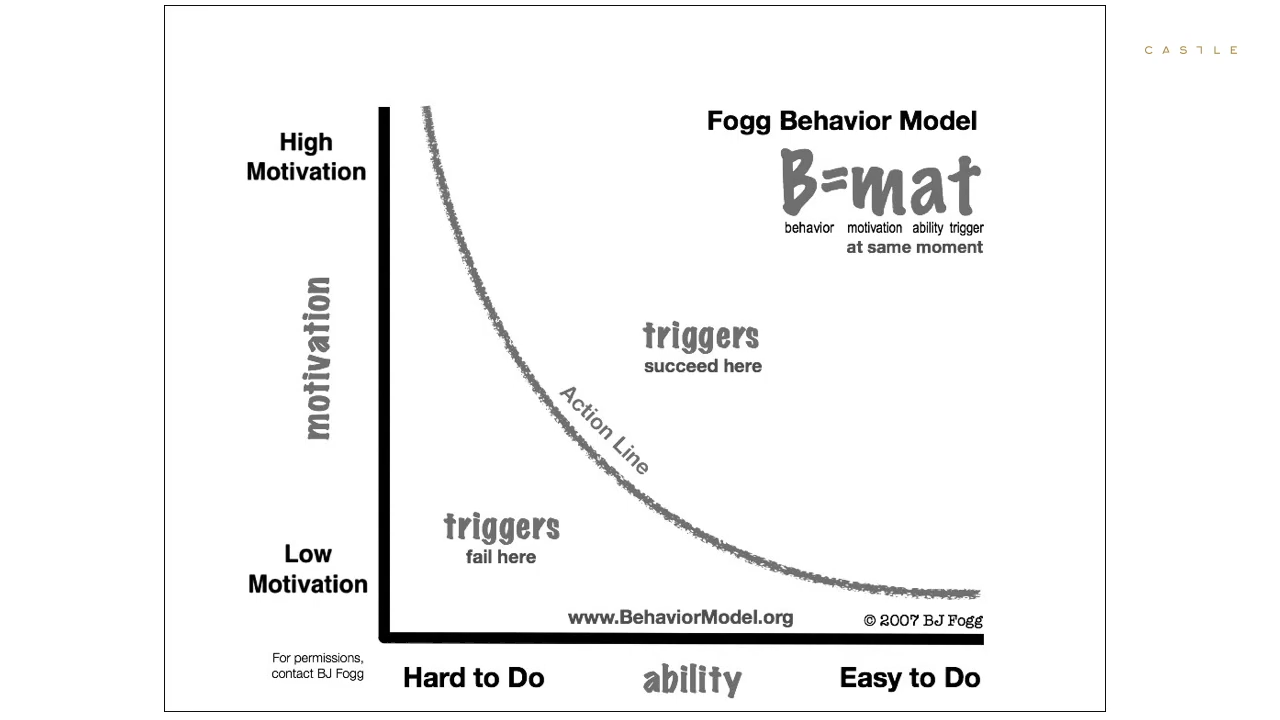 CASTLE
Fogg Behavior Model
B=mat
behavior motivation ability trigger
at same moment
High
Motivation
motivation
triggers
succeed here
Action Line
triggers
fail here
Low
Motivation
www.BehaviorModel.org
© 2007 BJ Fogg
For permissions,
contact BJ Fogg
Hard to Do
ability
Easy to Do